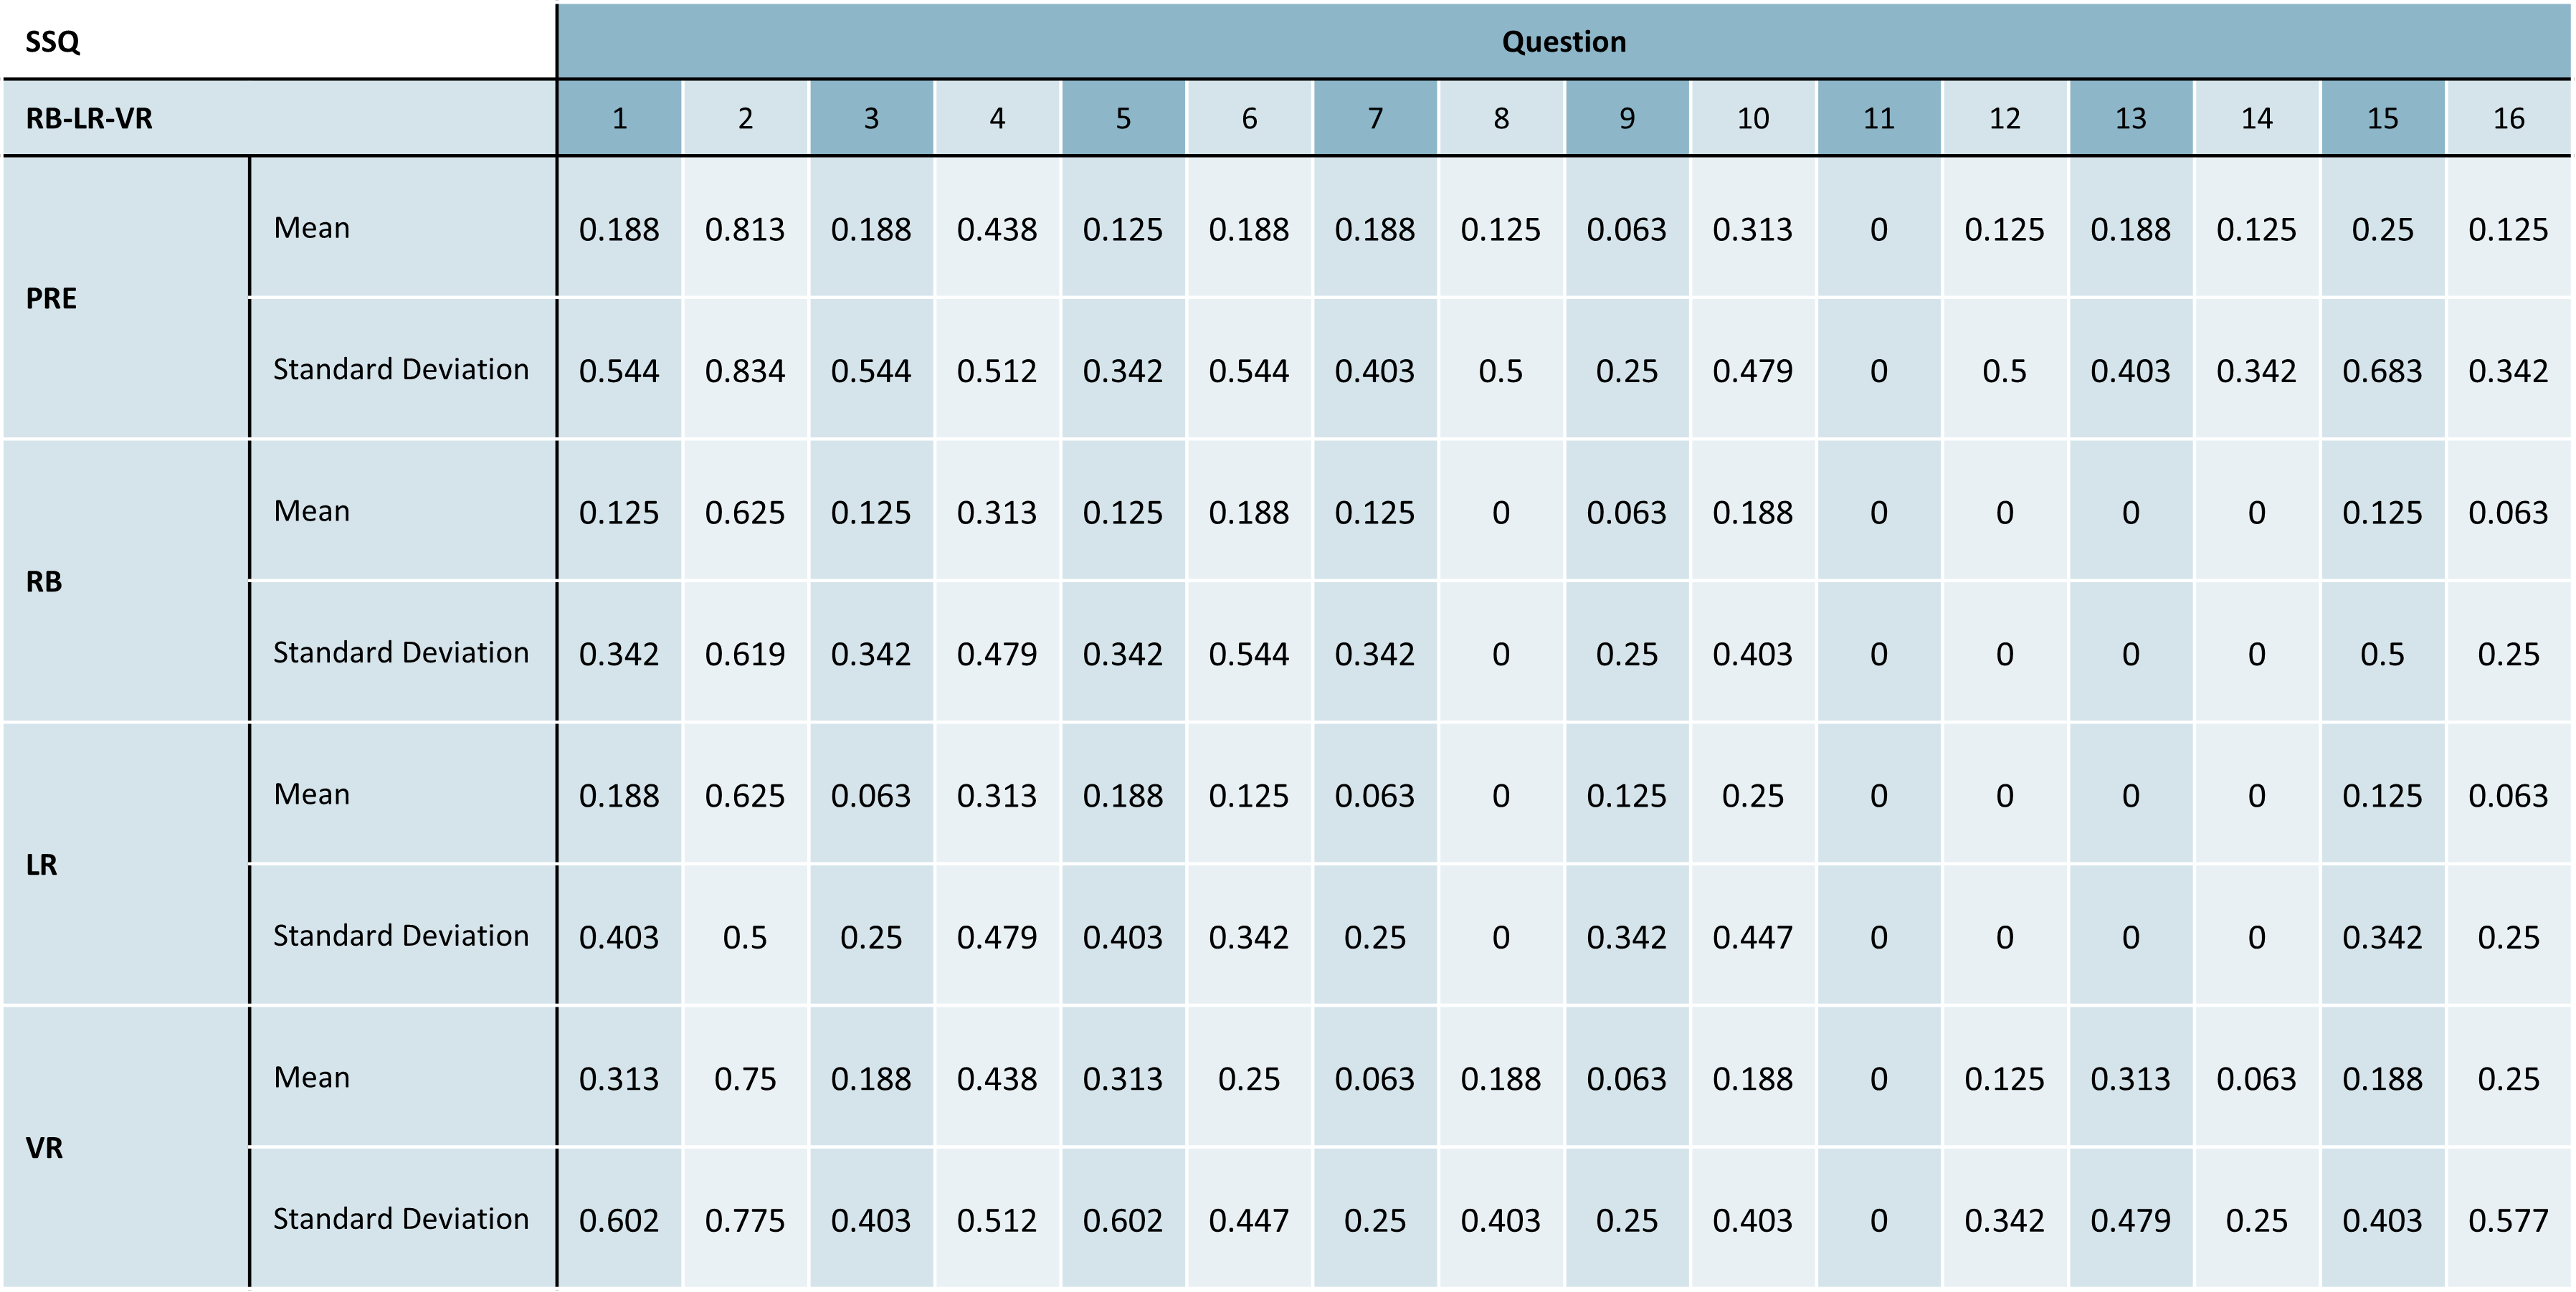 SSQ Question
RB-LR-VR 1 2 3 4 5 6 7 8 9 10 11 12 13 14 15 16
PRE
Mean 0.188 0.813 0.188 0.438 0.125 0.188 0.188 0.125 0.063 0.313 0 0.125 0.188 0.125 0.25 0.125
Standard Deviation 0.544 0.834 0.544 0.512 0.342 0.544 0.403 0.5 0.25 0.479 0 0.5 0.403 0.342 0.683 0.342
RB
Mean 0.125 0.625 0.125 0.313 0.125 0.188 0.125 0 0.063 0.188 0 0 0 0 0.125 0.063
Standard Deviation 0.342 0.619 0.342 0.479 0.342 0.544 0.342 0 0.25 0.403 0 0 0 0 0.5 0.25
LR
Mean 0.188 0.625 0.063 0.313 0.188 0.125 0.063 0 0.125 0.25 0 0 0 0 0.125 0.063
Standard Deviation 0.403 0.5 0.25 0.479 0.403 0.342 0.25 0 0.342 0.447 0 0 0 0 0.342 0.25
VR
Mean 0.313 0.75 0.188 0.438 0.313 0.25 0.063 0.188 0.063 0.188 0 0.125 0.313 0.063 0.188 0.25
Standard Deviation 0.602 0.775 0.403 0.512 0.602 0.447 0.25 0.403 0.25 0.403 0 0.342 0.479 0.25 0.403 0.577